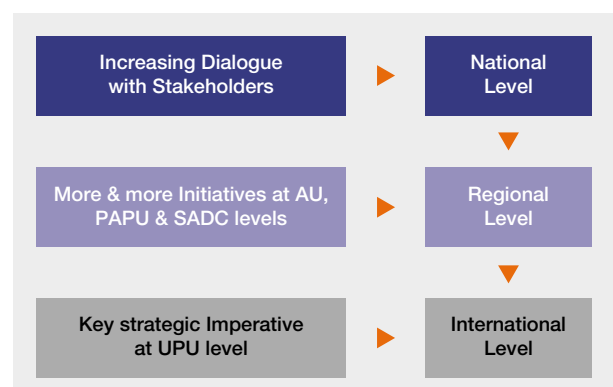 Increasing Dialogue
with Stakeholders
National
Level
More & more Initiatives at AU,
PAPU & SADC levels
Regional
Level
Key strategic Imperative
at UPU level
International
Level